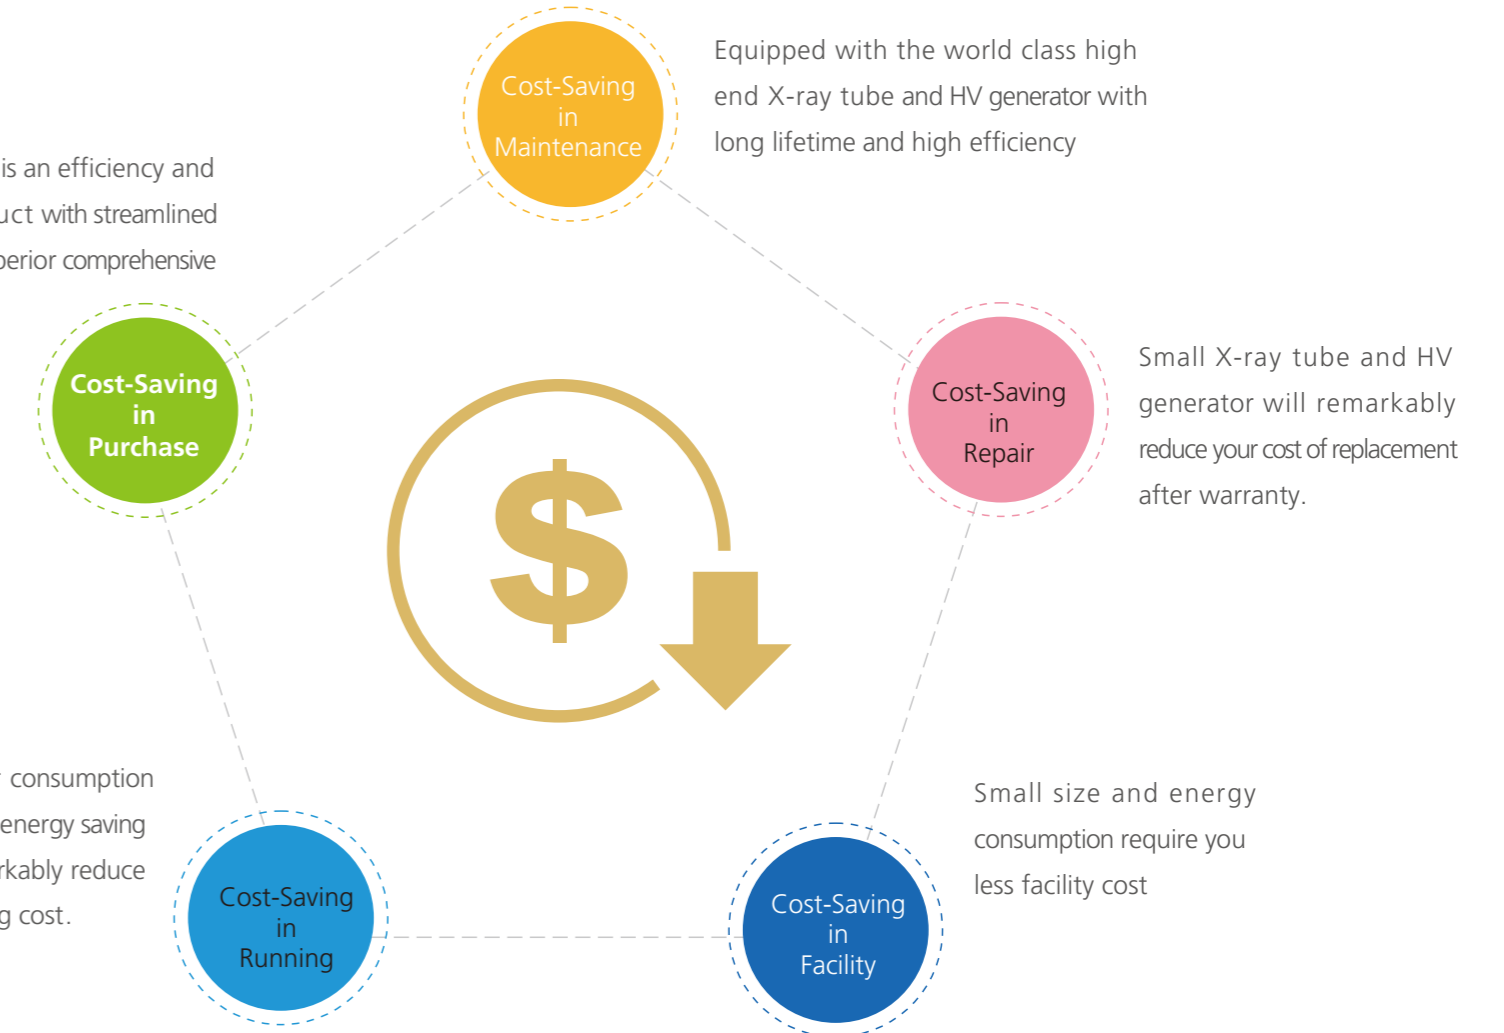 Cost-Saving
in
Maintenance
Equipped with the world class high
end X-ray tube and HV generator with
long lifetime and high efficiency
is an efficiency and
with streamlined
comprehensive
Cost-Saving
in
Purchase
Cost-Saving
in
Repair
Small X-ray tube and HV
generator will remarkably
reduce your cost of replacement
after warranty.
$
consumption
energy saving
reduce
cost.
Cost-Saving
in
Running
Cost-Saving
in
Facility
Small size and energy
consumption require you
less facility cost